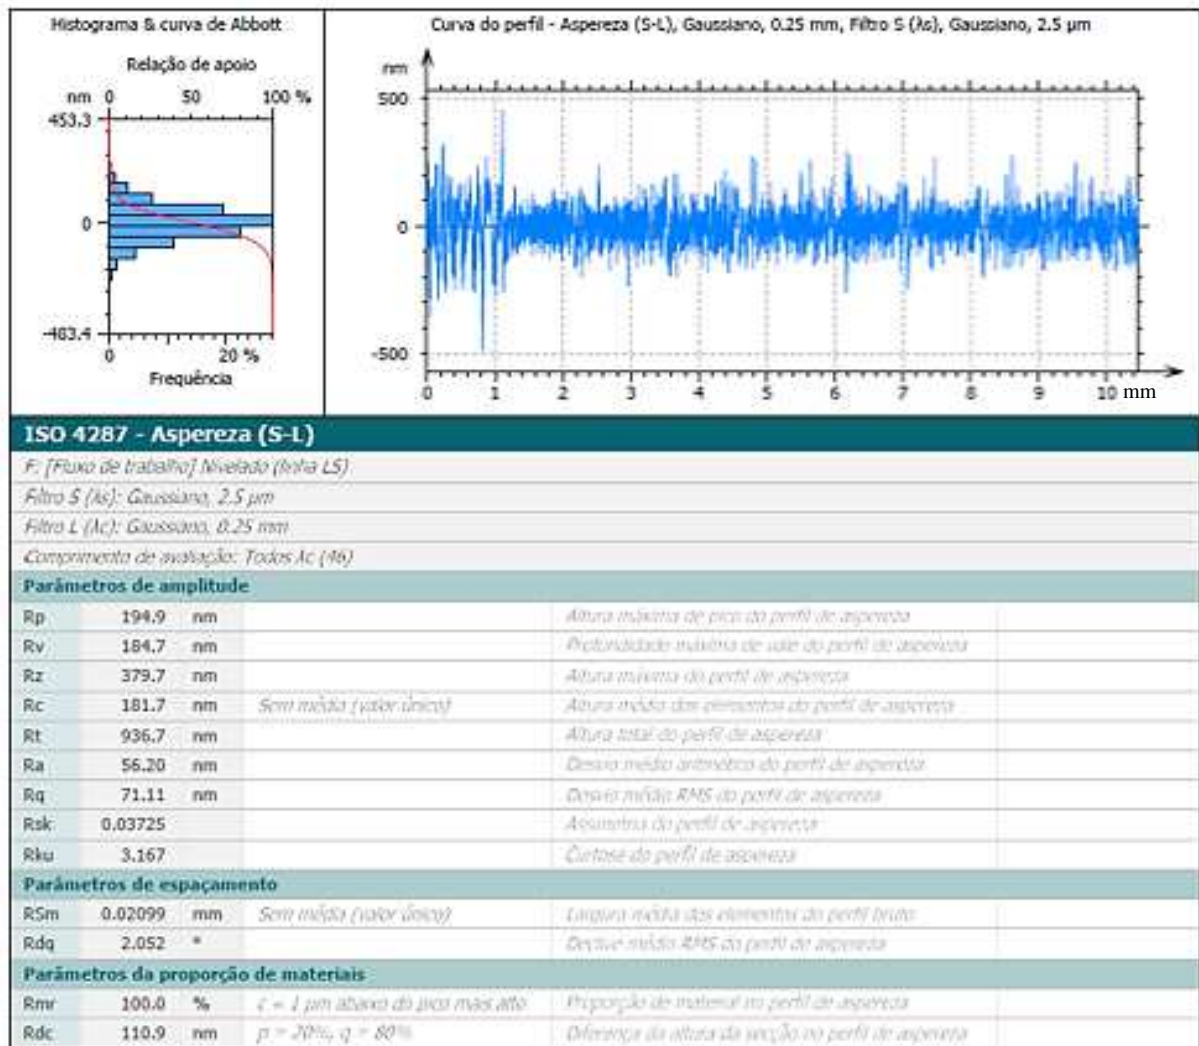 Histograma & curva de Abbott
Relação de apoio
nm 0 50 100 %
453.3
0
-483.4
0 20 %
Frequência
Curva do perfil - Aspereza (S-L), Gaussiano, 0.25 mm, Filtro S (λs), Gaussiano, 2.5 µm
nm
500
0
-500
0 1 2 3 4 5 6 7 8 9 10 mm
ISO 4287 - Aspereza (S-L)
F: [Fluxo de trabalho] Nivelado (linha LS)
Filtro S (λs): Gaussiano, 2.5 µm
Filtro L (λc): Gaussiano, 0.25 mm
Comprimento de avaliação: Todos λc (46)
Parâmetros de amplitude
Rp 194.9 nm Altura máxima de pico do perfil de aspereza
Rv 184.7 nm Profundidade máxima de vale do perfil de aspereza
Rz 379.7 nm Altura máxima do perfil de aspereza
Rc 181.7 nm Sem média (valor único) Altura média dos elementos do perfil de aspereza
Rt 936.7 nm Altura total do perfil de aspereza
Ra 56.20 nm Desvio médio aritmético do perfil de aspereza
Rq 71.11 nm Desvio médio RMS do perfil de aspereza
Rsk 0.03725 Assimetria do perfil de aspereza
Rku 3.167 Curtose do perfil de aspereza
Parâmetros de espaçamento
RSm 0.02099 mm Sem média (valor único) Largura média dos elementos do perfil bruto
Rdq 2.052 ° Declive médio RMS do perfil de aspereza
Parâmetros da proporção de materiais
Rmr 100.0 % c = 1 µm abaixo do pico mais alto Proporção de material no perfil de aspereza
Rdc 110.9 nm p = 20%, q = 80% Diferença da altura da secção no perfil de aspereza